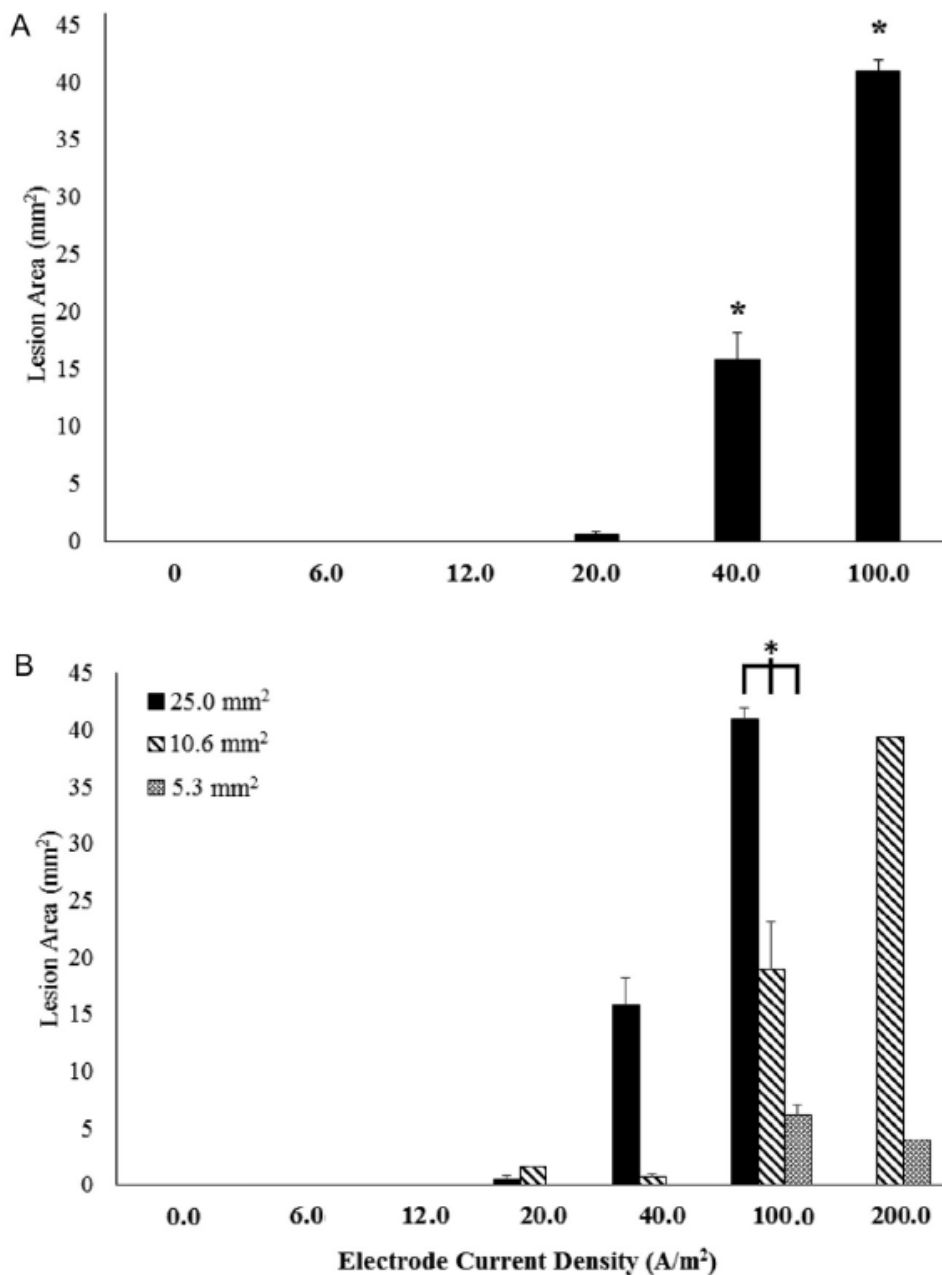 A
45
40
35
30
25
20
15
10
5
0
Lesion Area (mm²)
*
*
0 6.0 12.0 20.0 40.0 100.0
B
45
40
35
30
25
20
15
10
5
0
Lesion Area (mm²)
25.0 mm²
10.6 mm²
5.3 mm²
*
0.0 6.0 12.0 20.0 40.0 100.0 200.0
Electrode Current Density (A/m²)